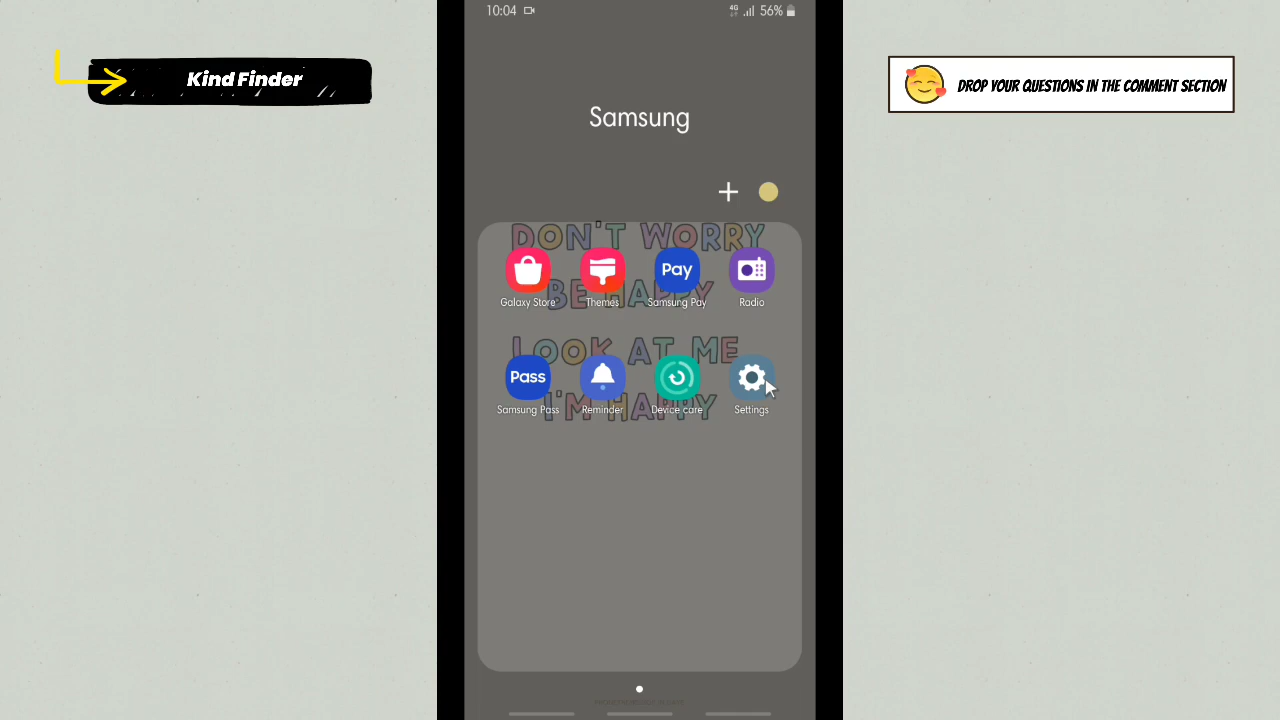 Kind Finder
DROP YOUR QUESTIONS IN THE COMMENT SECTION
10:04
4G
56%
Samsung
DON'T WORRY
Galaxy Store
Themes
Pay
Samsung Pay
Radio
BE HAPPY
LOOK AT ME
Pass
Samsung Pass
Reminder
Device care
Settings
I'M HAPPY